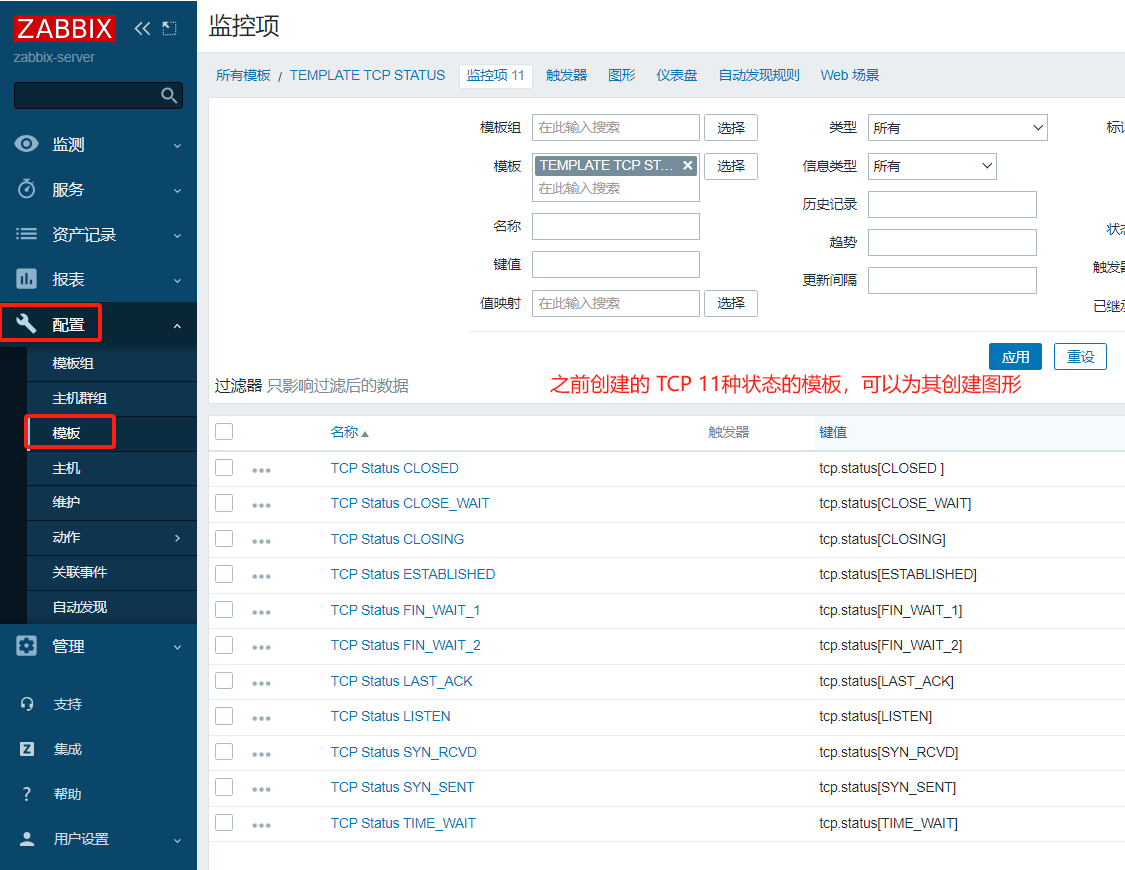 ZABBIX
zabbix-server
监测
服务
资产记录
报表
配置
模板组
主机群组
模板
主机
维护
动作
关联事件
自动发现
管理
支持
集成
帮助
用户设置
监控项
所有模板 / TEMPLATE TCP STATUS 监控项 11 触发器 图形 仪表盘 自动发现规则 Web 场景
模板组 在此输入搜索 选择 类型 所有 标记
模板 TEMPLATE TCP ST... 选择 信息类型 所有
在此输入搜索
历史记录
名称 状态
趋势
键值 触发器
更新间隔
值映射 在此输入搜索 选择 已继承
应用 重设
过滤器 只影响过滤后的数据
之前创建的 TCP 11种状态的模板，可以为其创建图形
名称 触发器 键值
TCP Status CLOSED tcp.status[CLOSED ]
TCP Status CLOSE_WAIT tcp.status[CLOSE_WAIT]
TCP Status CLOSING tcp.status[CLOSING]
TCP Status ESTABLISHED tcp.status[ESTABLISHED]
TCP Status FIN_WAIT_1 tcp.status[FIN_WAIT_1]
TCP Status FIN_WAIT_2 tcp.status[FIN_WAIT_2]
TCP Status LAST_ACK tcp.status[LAST_ACK]
TCP Status LISTEN tcp.status[LISTEN]
TCP Status SYN_RCVD tcp.status[SYN_RCVD]
TCP Status SYN_SENT tcp.status[SYN_SENT]
TCP Status TIME_WAIT tcp.status[TIME_WAIT]